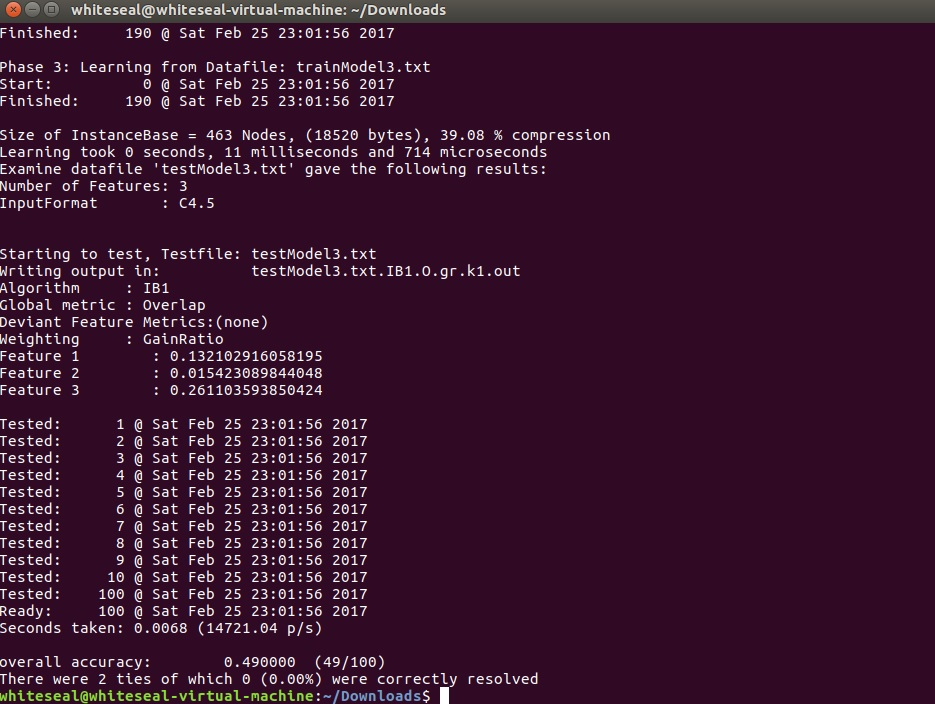 whiteseal@whiteseal-virtual-machine: ~/Downloads
Finished:     190 @ Sat Feb 25 23:01:56 2017
Phase 3: Learning from Datafile: trainModel3.txt
Start:          0 @ Sat Feb 25 23:01:56 2017
Finished:     190 @ Sat Feb 25 23:01:56 2017
Size of InstanceBase = 463 Nodes, (18520 bytes), 39.08 % compression
Learning took 0 seconds, 11 milliseconds and 714 microseconds
Examine datafile 'testModel3.txt' gave the following results:
Number of Features: 3
InputFormat       : C4.5
Starting to test, Testfile: testModel3.txt
Writing output in:          testModel3.txt.IB1.O.gr.k1.out
Algorithm     : IB1
Global metric : Overlap
Deviant Feature Metrics:(none)
Weighting     : GainRatio
Feature 1        : 0.132102916058195
Feature 2        : 0.015423089844048
Feature 3        : 0.261103593850424
Tested:      1 @ Sat Feb 25 23:01:56 2017
Tested:      2 @ Sat Feb 25 23:01:56 2017
Tested:      3 @ Sat Feb 25 23:01:56 2017
Tested:      4 @ Sat Feb 25 23:01:56 2017
Tested:      5 @ Sat Feb 25 23:01:56 2017
Tested:      6 @ Sat Feb 25 23:01:56 2017
Tested:      7 @ Sat Feb 25 23:01:56 2017
Tested:      8 @ Sat Feb 25 23:01:56 2017
Tested:      9 @ Sat Feb 25 23:01:56 2017
Tested:     10 @ Sat Feb 25 23:01:56 2017
Tested:    100 @ Sat Feb 25 23:01:56 2017
Ready:     100 @ Sat Feb 25 23:01:56 2017
Seconds taken: 0.0068 (14721.04 p/s)
overall accuracy:        0.490000  (49/100)
There were 2 ties of which 0 (0.00%) were correctly resolved
whiteseal@whiteseal-virtual-machine:~/Downloads$